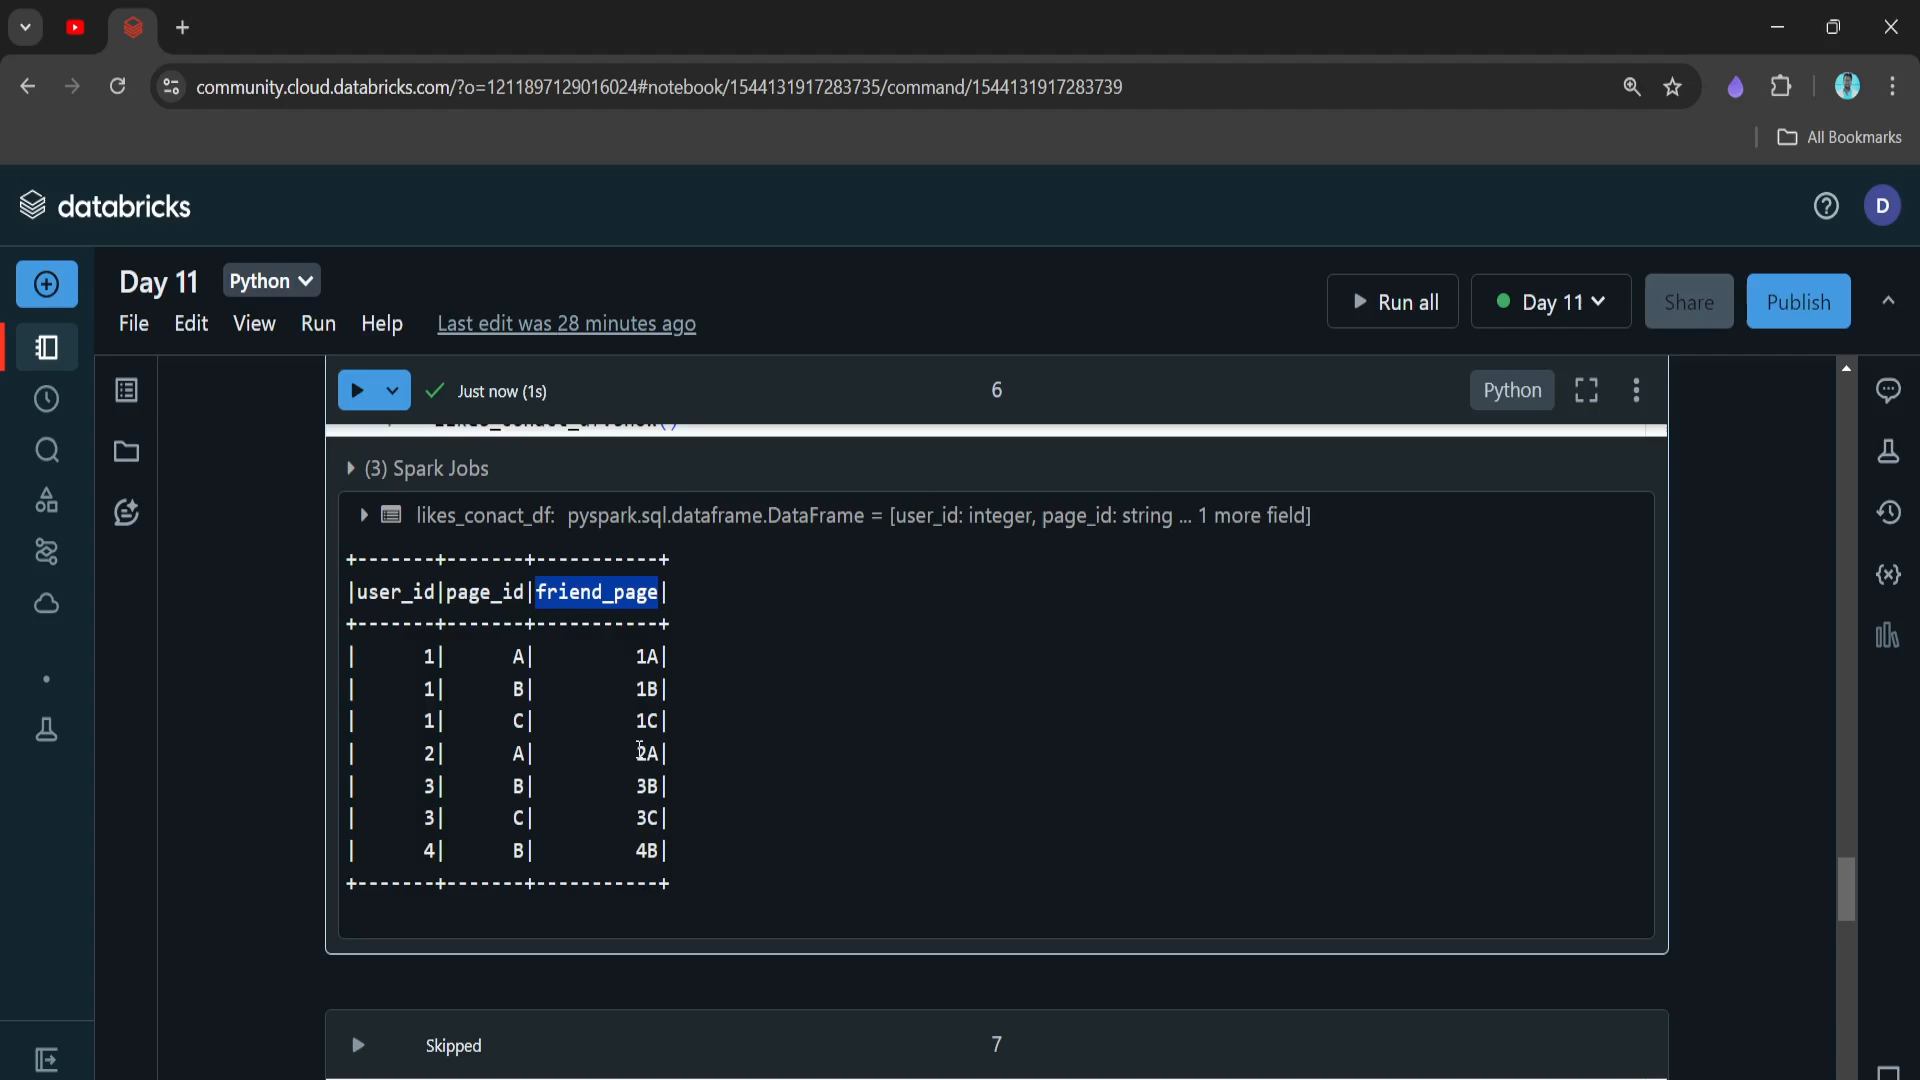 community.cloud.databricks.com/?o=1211897129016024#notebook/1544131917283735/command/1544131917283739
All Bookmarks
databricks
D
Day 11 Python
Run all Day 11 Share Publish
File Edit View Run Help Last edit was 28 minutes ago
Just now (1s) 6 Python
(3) Spark Jobs
likes_conact_df: pyspark.sql.dataframe.DataFrame = [user_id: integer, page_id: string ... 1 more field]
+-------+-------+-----------+
|user_id|page_id|friend_page|
+-------+-------+-----------+
| 1| A| 1A|
| 1| B| 1B|
| 1| C| 1C|
| 2| A| 2A|
| 3| B| 3B|
| 3| C| 3C|
| 4| B| 4B|
+-------+-------+-----------+
Skipped 7